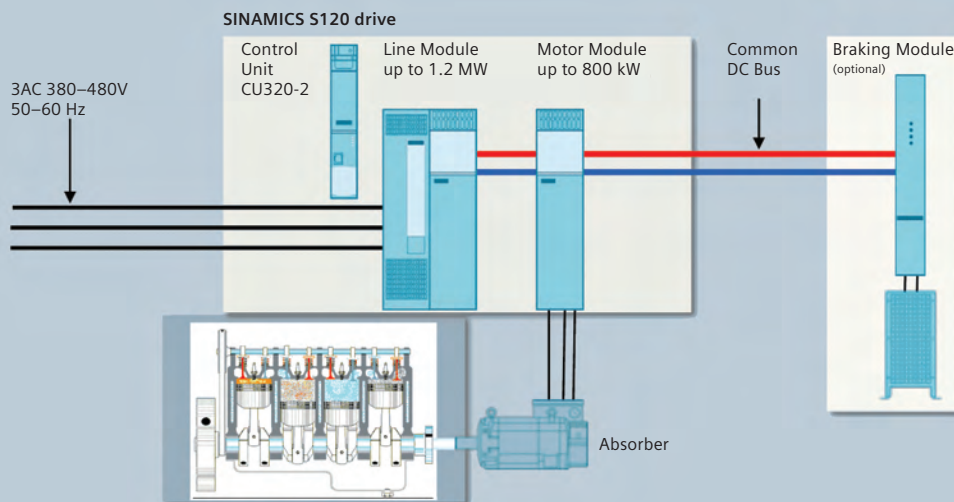 SINAMICS S120 drive
3AC 380–480V
50–60 Hz
Control
Unit
CU320-2
Line Module
up to 1.2 MW
Motor Module
up to 800 kW
Common
DC Bus
Braking Module
(optional)
Absorber